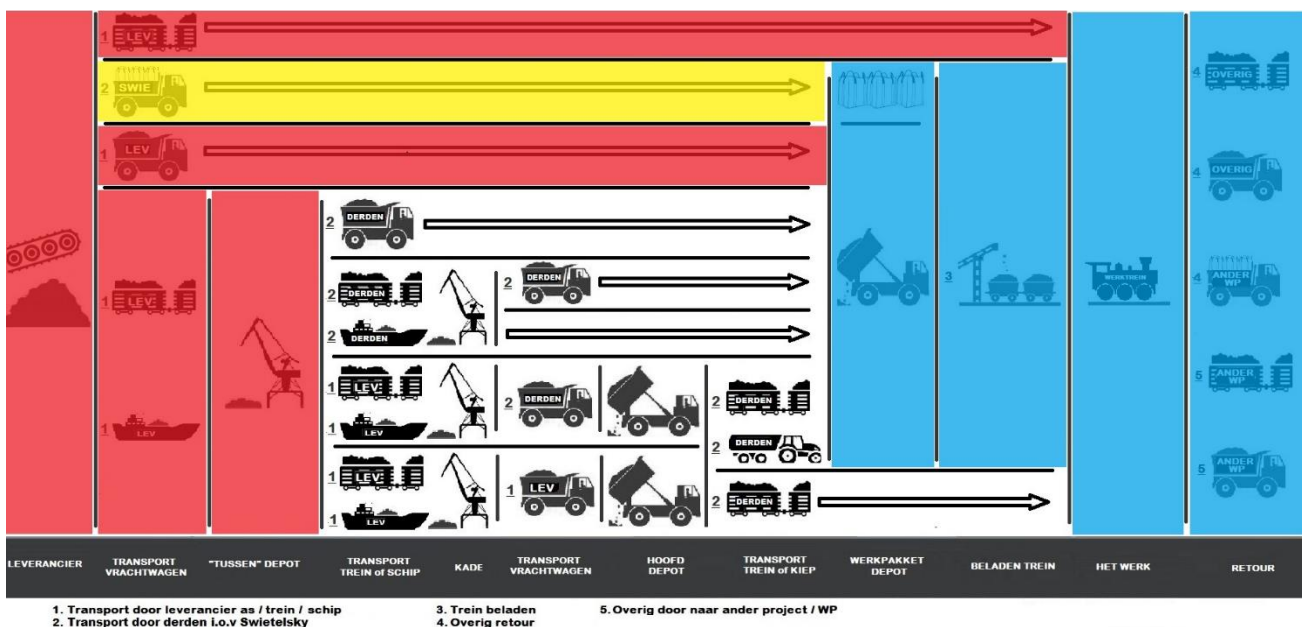 1 LEV
2 SWIE
1 LEV
2 DERDEN
1 LEV
2 DERDEN
2 DERDEN
2 DERDEN
3
WERKTREIN
4 OVERIG
4 OVERIG
4 ANDER WP
5 ANDER WP
5 ANDER WP
1 LEV
1 LEV
1 LEV
2 DERDEN
2 DERDEN
2 DERDEN
1 LEV
1 LEV
1 LEV
2 DERDEN
LEVERANCIER
TRANSPORT
VRACHTWAGEN
"TUSSEN" DEPOT
TRANSPORT
TREIN of SCHIP
KADE
TRANSPORT
VRACHTWAGEN
HOOFD
DEPOT
TRANSPORT
TREIN of KIEP
WERKPAKKET
DEPOT
BELADEN TREIN
HET WERK
RETOUR
1. Transport door leverancier as / trein / schip
2. Transport door derden i.o.v Swietelsky
3. Trein beladen
4. Overig retour
5. Overig door naar ander project / WP